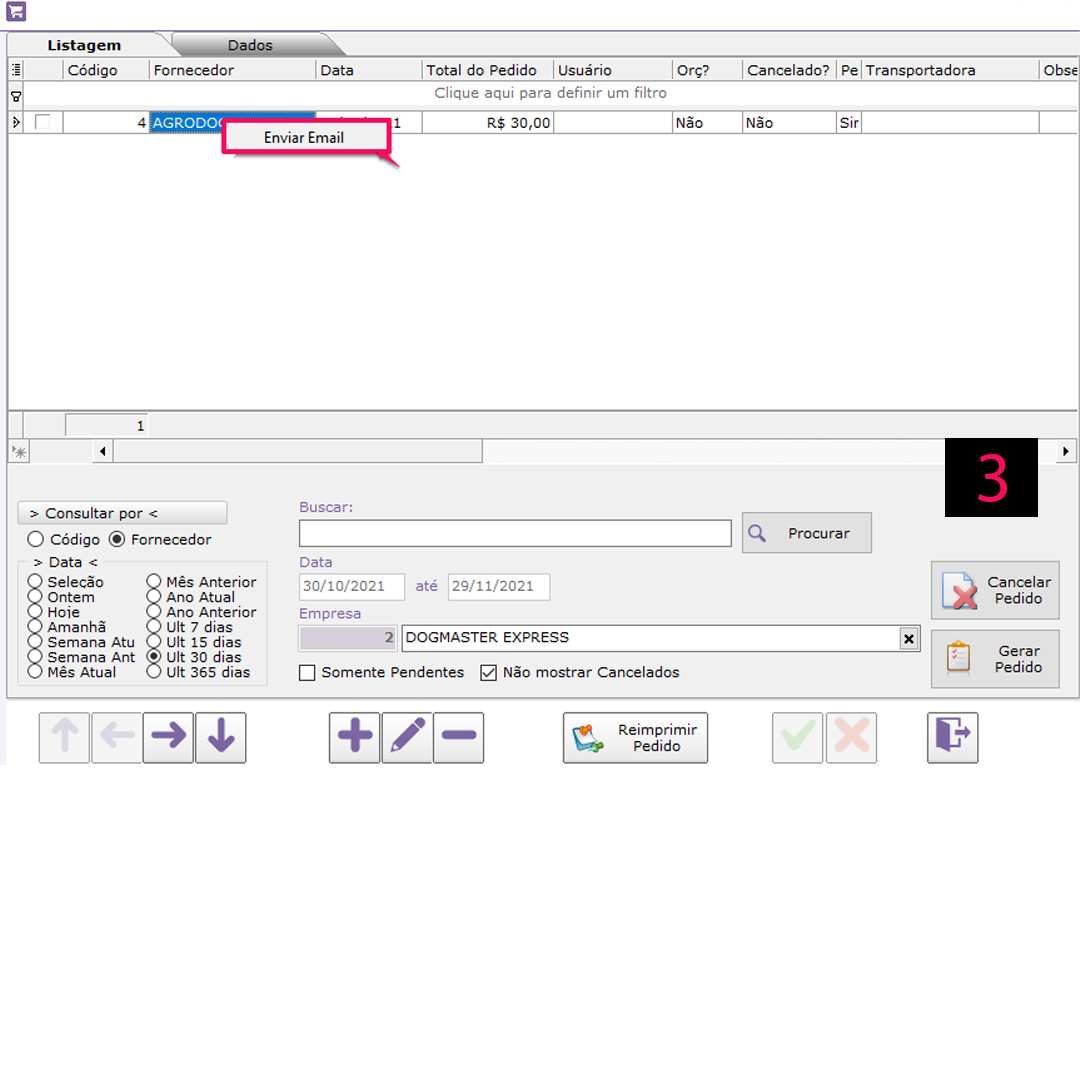 Listagem Dados
Código Fornecedor Data Total do Pedido Usuário Orç? Cancelado? Pe Transportadora Obse
Clique aqui para definir um filtro
4 AGRODOC 1 R$ 30,00 Não Não Sir
Enviar Email
1
3
> Consultar por <
Código Fornecedor
> Data <
Seleção Mês Anterior
Ontem Ano Atual
Hoje Ano Anterior
Amanhã Ult 7 dias
Semana Atu Ult 15 dias
Semana Ant Ult 30 dias
Mês Atual Ult 365 dias
Buscar:
Procurar
Data
30/10/2021 até 29/11/2021
Empresa
2 DOGMASTER EXPRESS
Somente Pendentes Não mostrar Cancelados
Cancelar
Pedido
Gerar
Pedido
Reimprimir
Pedido